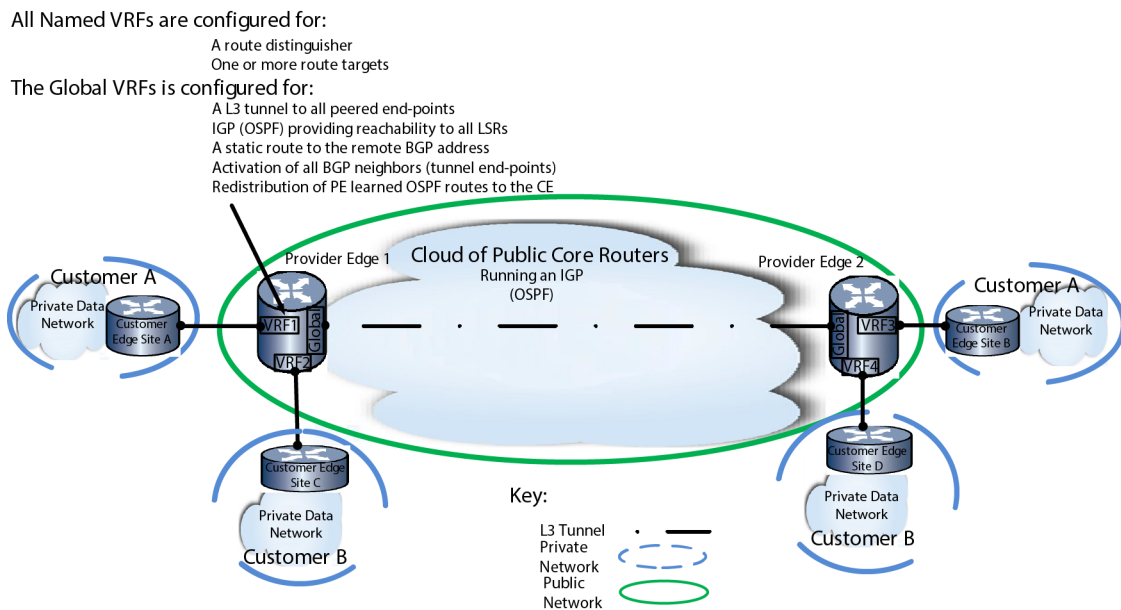 All Named VRFs are configured for:
A route distinguisher
One or more route targets
The Global VRFs is configured for:
A L3 tunnel to all peered end-points
IGP (OSPF) providing reachability to all LSRs
A static route to the remote BGP address
Activation of all BGP neighbors (tunnel end-points)
Redistribution of PE learned OSPF routes to the CE
Provider Edge 1
Cloud of Public Core Routers
Running an IGP
(OSPF)
Provider Edge 2
Customer A
Private Data
Network
Customer
Edge Site A
VRF1
Global
VRF2
Global
VRF3
VRF4
Customer A
Customer
Edge Site B
Private Data
Network
Customer Edge
Site C
Private Data
Network
Customer B
Customer Edge
Site D
Private Data
Network
Customer B
Key:
L3 Tunnel
Private
Network
Public
Network